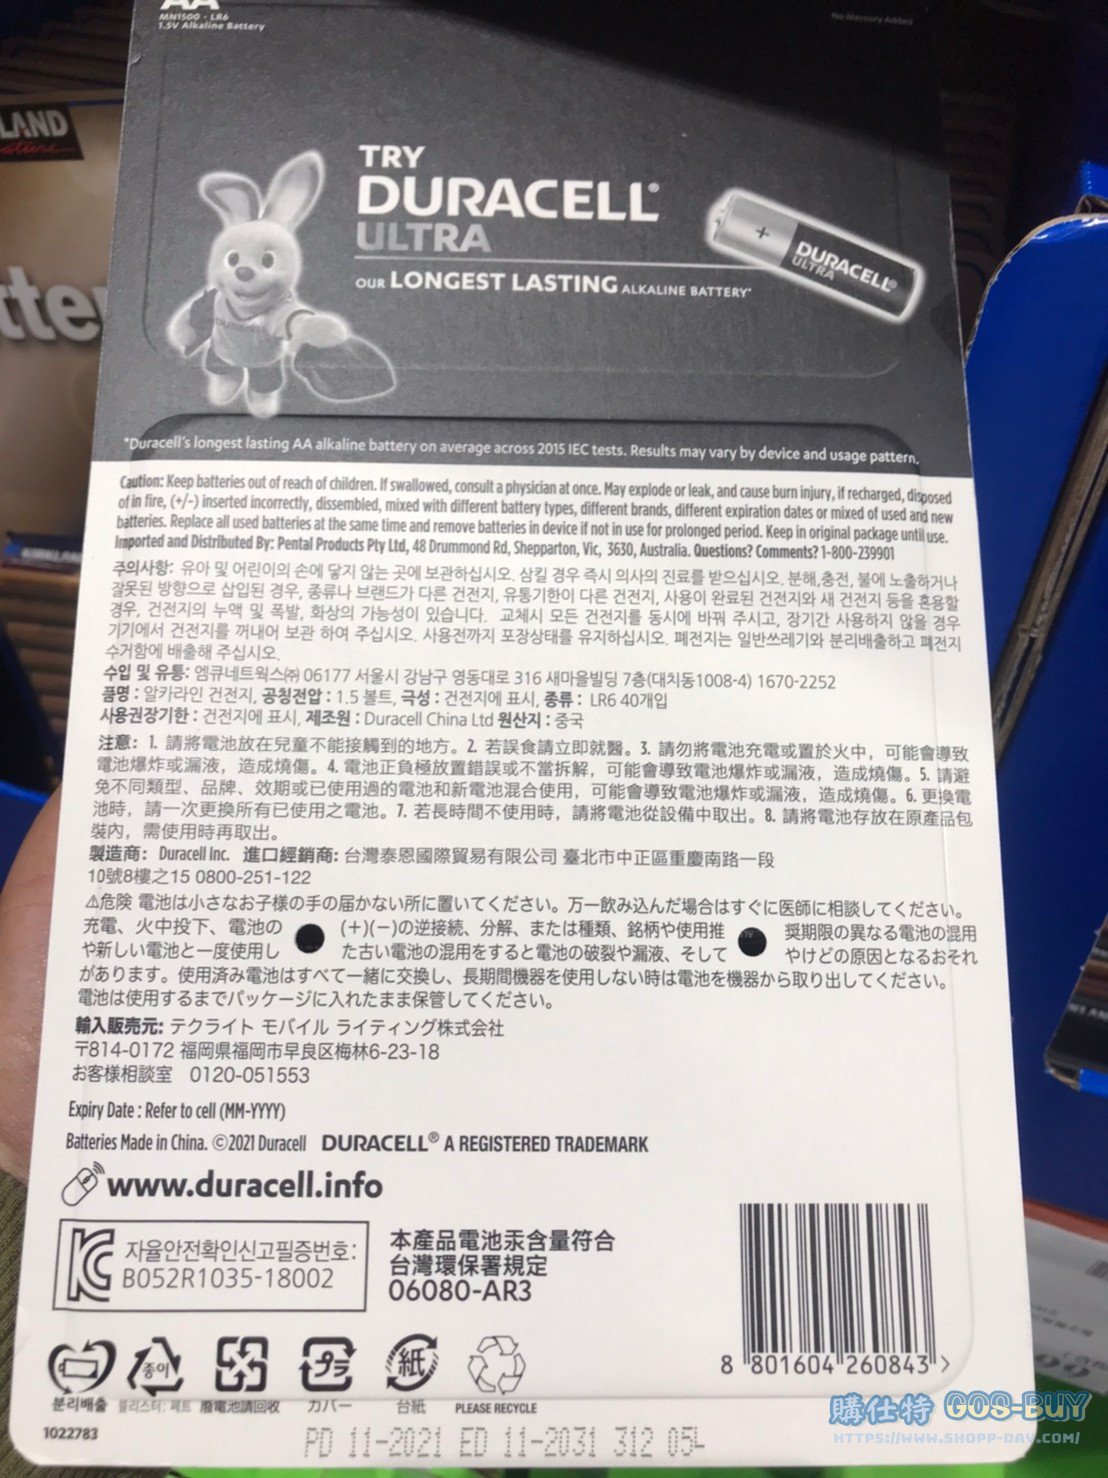 AA
MN1500 - LR6
1.5V Alkaline Battery
No Mercury Added
LAND
tte
TRY
DURACELL®
ULTRA
OUR LONGEST LASTING ALKALINE BATTERY*
DURACELL®
ULTRA
+
DURACELL
*Duracell's longest lasting AA alkaline battery on average across 2015 IEC tests. Results may vary by device and usage pattern.
Caution: Keep batteries out of reach of children. If swallowed, consult a physician at once. May explode or leak, and cause burn injury, if recharged, disposed
of in fire, (+/-) inserted incorrectly, dissembled, mixed with different battery types, different brands, different expiration dates or mixed of used and new
batteries. Replace all used batteries at the same time and remove batteries in device if not in use for prolonged period. Keep in original package until use.
Imported and Distributed By: Pental Products Pty Ltd, 48 Drummond Rd, Shepparton, Vic, 3630, Australia. Questions? Comments? 1-800-239901
주의사항: 유아 및 어린이의 손에 닿지 않는 곳에 보관하십시오. 삼킬 경우 즉시 의사의 진료를 받으십시오. 분해,충전, 불에 노출하거나
잘못된 방향으로 삽입된 경우, 종류나 브랜드가 다른 건전지, 유통기한이 다른 건전지, 사용이 완료된 건전지와 새 건전지 등을 혼용할
경우, 건전지의 누액 및 폭발, 화상의 가능성이 있습니다. 교체시 모든 건전지를 동시에 바꿔 주시고, 장기간 사용하지 않을 경우
기기에서 건전지를 꺼내어 보관 하여 주십시오. 사용전까지 포장상태를 유지하십시오. 폐전지는 일반쓰레기와 분리배출하고 폐전지
수거함에 배출해 주십시오.
수입 및 유통: 엠큐네트웍스㈜ 06177 서울시 강남구 영동대로 316 새마을빌딩 7층(대치동1008-4) 1670-2252
품명 : 알카라인 건전지, 공칭전압 : 1.5 볼트, 극성 : 건전지에 표시, 종류 : LR6 40개입
사용권장기한 : 건전지에 표시, 제조원 : Duracell China Ltd 원산지 : 중국
注意：1. 請將電池放在兒童不能接觸到的地方。2. 若誤食請立即就醫。3. 請勿將電池充電或置於火中，可能會導致
電池爆炸或漏液，造成燒傷。4. 電池正負極放置錯誤或不當拆解，可能會導致電池爆炸或漏液，造成燒傷。5. 請避
免不同類型、品牌、效期或已使用過的電池和新電池混合使用，可能會導致電池爆炸或漏液，造成燒傷。6. 更換電
池時，請一次更換所有已使用之電池。7. 若長時間不使用時，請將電池從設備中取出。8. 請將電池存放在原產品包
裝內，需使用時再取出。
製造商：Duracell Inc. 進口經銷商：台灣泰恩國際貿易有限公司 臺北市中正區重慶南路一段
10號8樓之15 0800-251-122
⚠危険 電池は小さなお子様の手の届かない所に置いてください。万一飲み込んだ場合はすぐに医師に相談してください。
充電、火中投下、電池の (+)(−)の逆接続、分解、または種類、銘柄や使用推 奨期限の異なる電池の混用
や新しい電池と一度使用し た古い電池の混用をすると電池の破裂や漏液、そして やけどの原因となるおそれ
があります。使用済み電池はすべて一緒に交換し、長期間機器を使用しない時は電池を機器から取り出してください。
電池は使用するまでパッケージに入れたまま保管してください。
輸入販売元: テクライト モバイル ライティング株式会社
〒814-0172 福岡県福岡市早良区梅林6-23-18
お客様相談室 0120-051553
Expiry Date : Refer to cell (MM-YYYY)
Batteries Made in China. ©2021 Duracell DURACELL® A REGISTERED TRADEMARK
www.duracell.info
자율안전확인신고필증번호:
B052R1035-18002
本產品電池汞含量符合
台灣環保署規定
06080-AR3
8 801604 260843 >
종이
プラ
紙
분리배출 블리스터: 페트 廢電池請回收 カバー 台紙 PLEASE RECYCLE
1022783
PD 11-2021 ED 11-2031 312 05L
購仕特 GOS-BUY
HTTPS://WWW.SHOPP-DAY.COM/